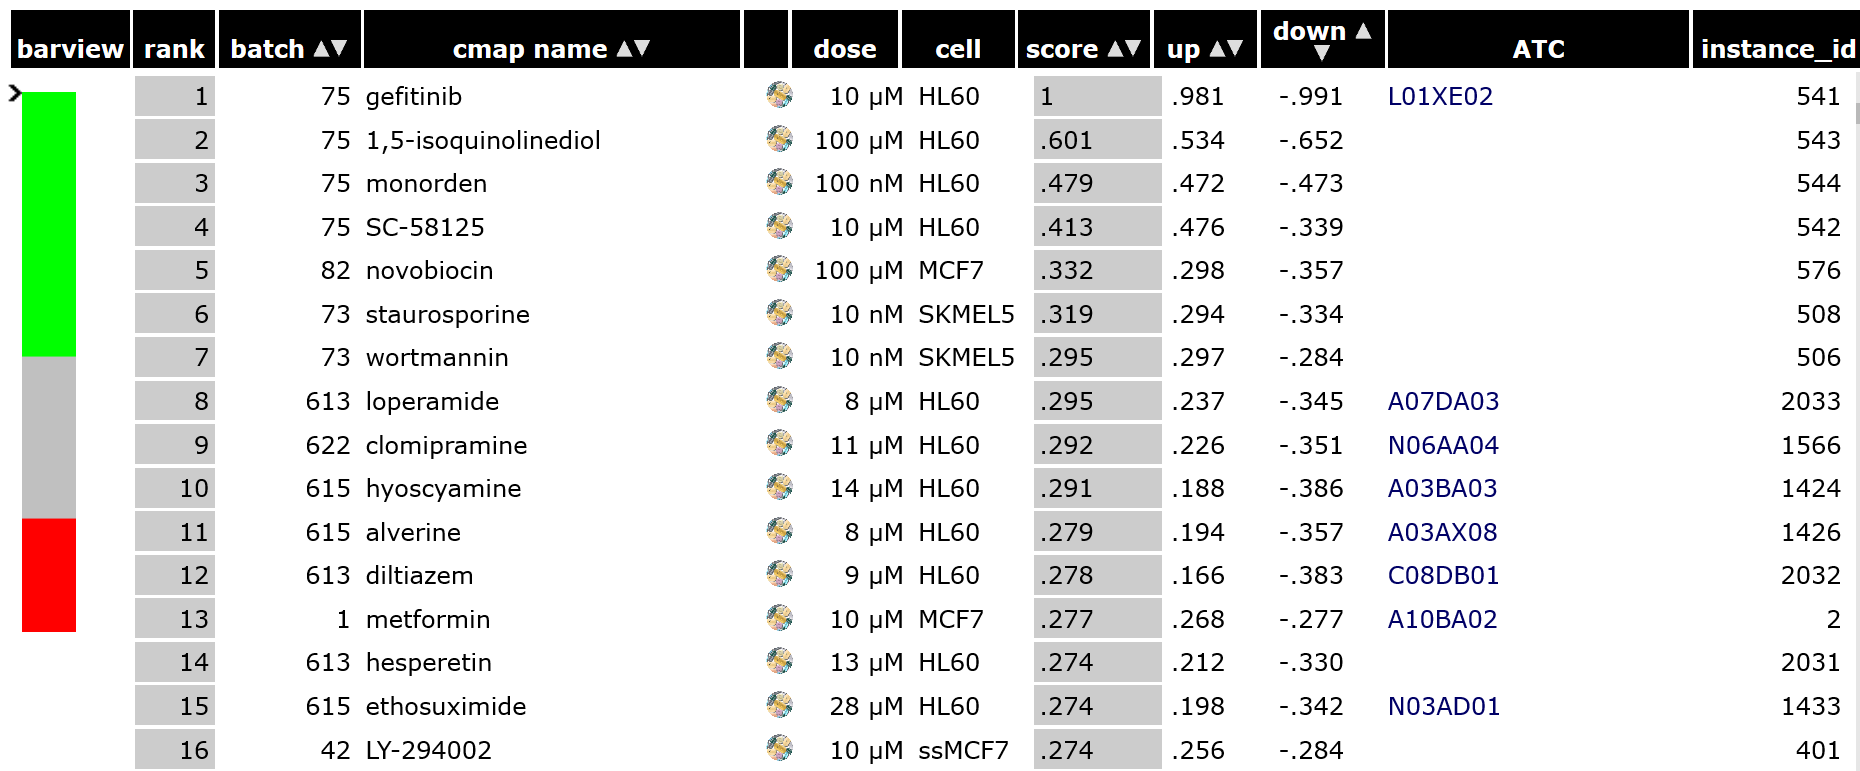 barview rank batch ▲▼ cmap name ▲▼ dose cell score ▲▼ up ▲▼ down ▲▼ ATC instance_id
1 75 gefitinib 10 µM HL60 1 .981 -.991 L01XE02 541
2 75 1,5-isoquinolinediol 100 µM HL60 .601 .534 -.652 543
3 75 monorden 100 nM HL60 .479 .472 -.473 544
4 75 SC-58125 10 µM HL60 .413 .476 -.339 542
5 82 novobiocin 100 µM MCF7 .332 .298 -.357 576
6 73 staurosporine 10 nM SKMEL5 .319 .294 -.334 508
7 73 wortmannin 10 nM SKMEL5 .295 .297 -.284 506
8 613 loperamide 8 µM HL60 .295 .237 -.345 A07DA03 2033
9 622 clomipramine 11 µM HL60 .292 .226 -.351 N06AA04 1566
10 615 hyoscyamine 14 µM HL60 .291 .188 -.386 A03BA03 1424
11 615 alverine 8 µM HL60 .279 .194 -.357 A03AX08 1426
12 613 diltiazem 9 µM HL60 .278 .166 -.383 C08DB01 2032
13 1 metformin 10 µM MCF7 .277 .268 -.277 A10BA02 2
14 613 hesperetin 13 µM HL60 .274 .212 -.330 2031
15 615 ethosuximide 28 µM HL60 .274 .198 -.342 N03AD01 1433
16 42 LY-294002 10 µM ssMCF7 .274 .256 -.284 401